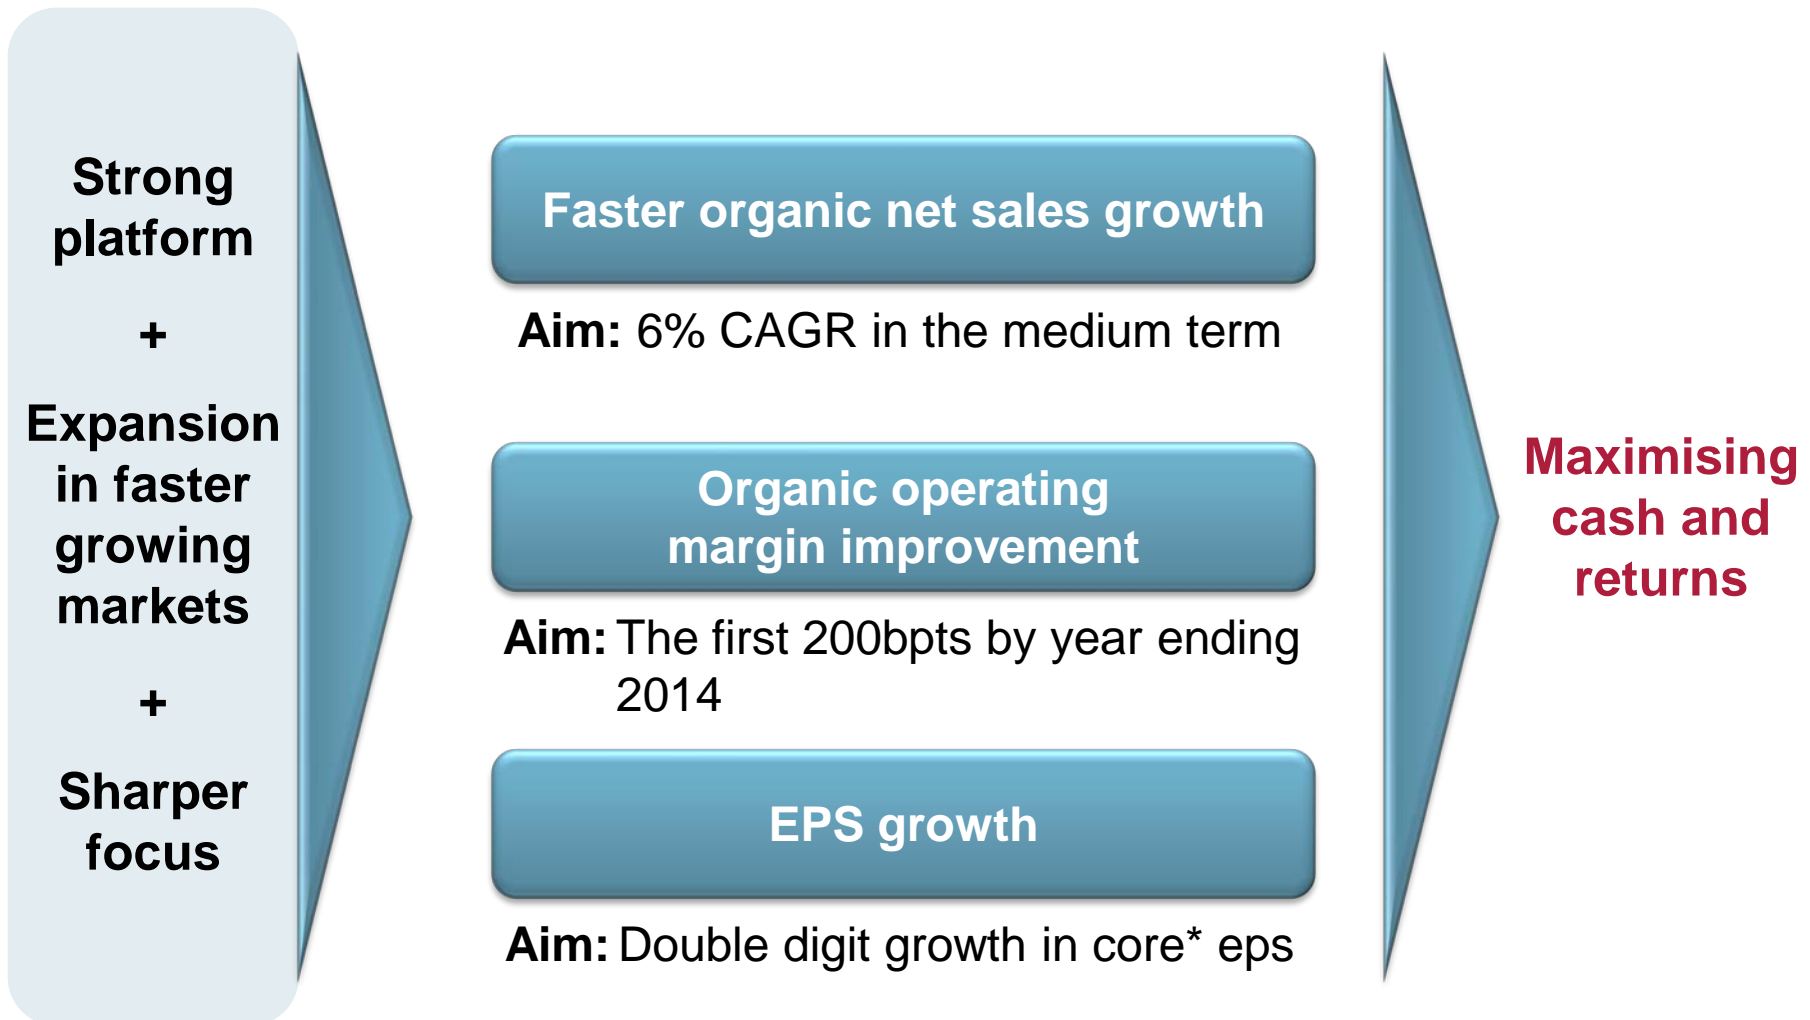 Strong
platform
+
Expansion
in faster
growing
markets
+
Sharper
focus
Faster organic net sales growth
Aim: 6% CAGR in the medium term
Organic operating
margin improvement
Aim: The first 200bpts by year ending
2014
EPS growth
Aim: Double digit growth in core* eps
Maximising
cash and
returns